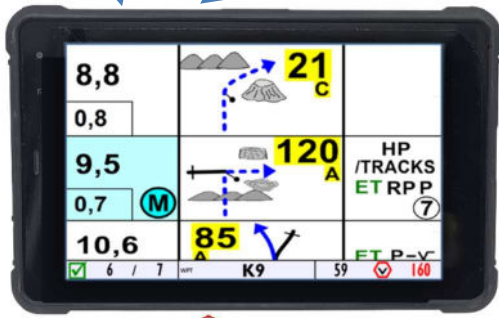 8,8
0,8
21
C
9,5
0,7 M
120
A
HP
/TRACKS
ET RP P
7
10,6
85
A
ET P-V
6 / 7 WPT K9 59 V 160